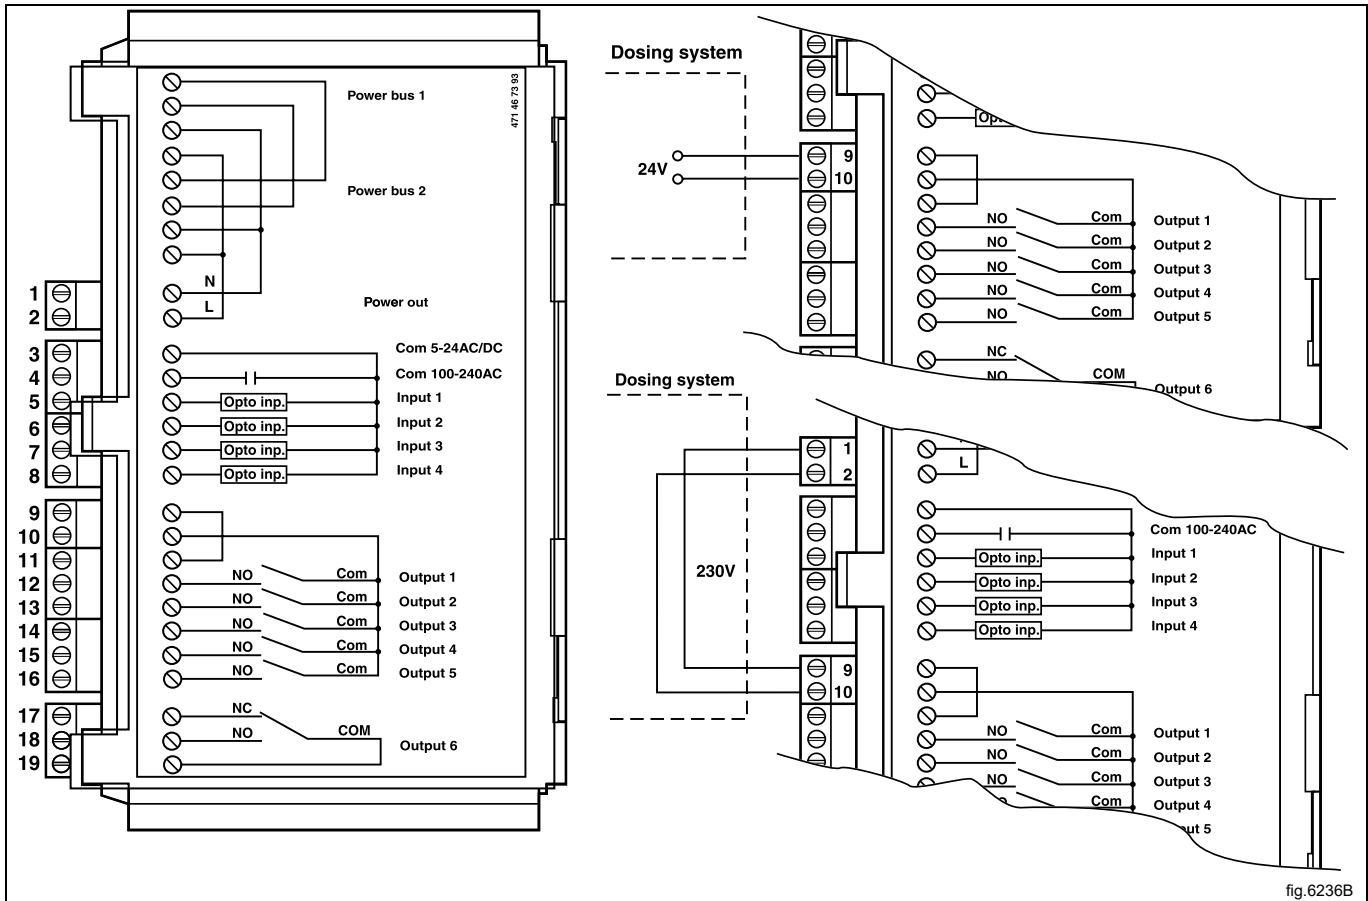 471 46 73 93
Power bus 1
Power bus 2
N
L
Power out
1
2
3
4
5
6
7
8
9
10
11
12
13
14
15
16
17
18
19
Com 5-24AC/DC
Com 100-240AC
Opto inp. Input 1
Opto inp. Input 2
Opto inp. Input 3
Opto inp. Input 4
NO Com Output 1
NO Com Output 2
NO Com Output 3
NO Com Output 4
NO Com Output 5
NC
NO COM Output 6
Dosing system
24V
9
10
Op
NO Com Output 1
NO Com Output 2
NO Com Output 3
NO Com Output 4
NO Com Output 5
NC
NO COM Output 6
Dosing system
230V
1
2
9
10
L
Com 100-240AC
Opto inp. Input 1
Opto inp. Input 2
Opto inp. Input 3
Opto inp. Input 4
NO Com Output 1
NO Com Output 2
NO Com Output 3
Com Output 4
ut 5
fig.6236B